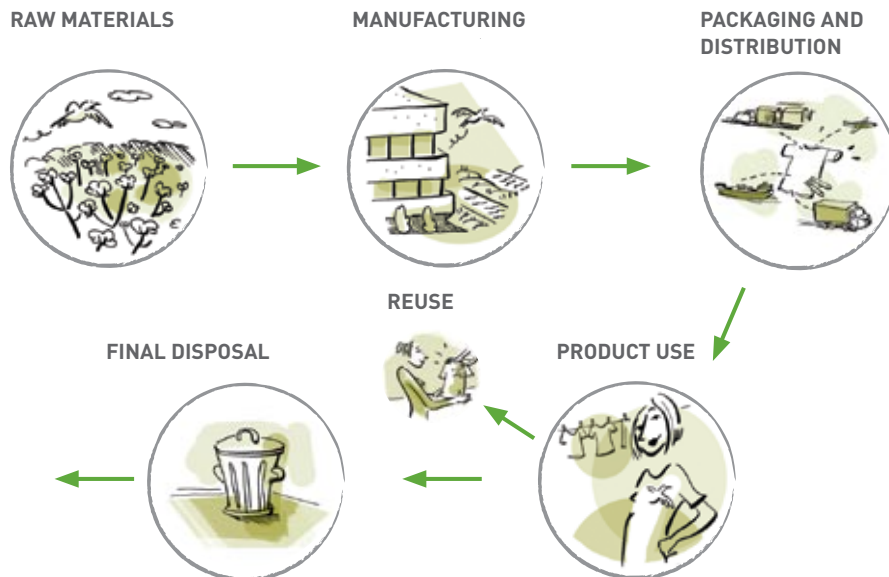 RAW MATERIALS
MANUFACTURING
PACKAGING AND
DISTRIBUTION
REUSE
FINAL DISPOSAL
PRODUCT USE